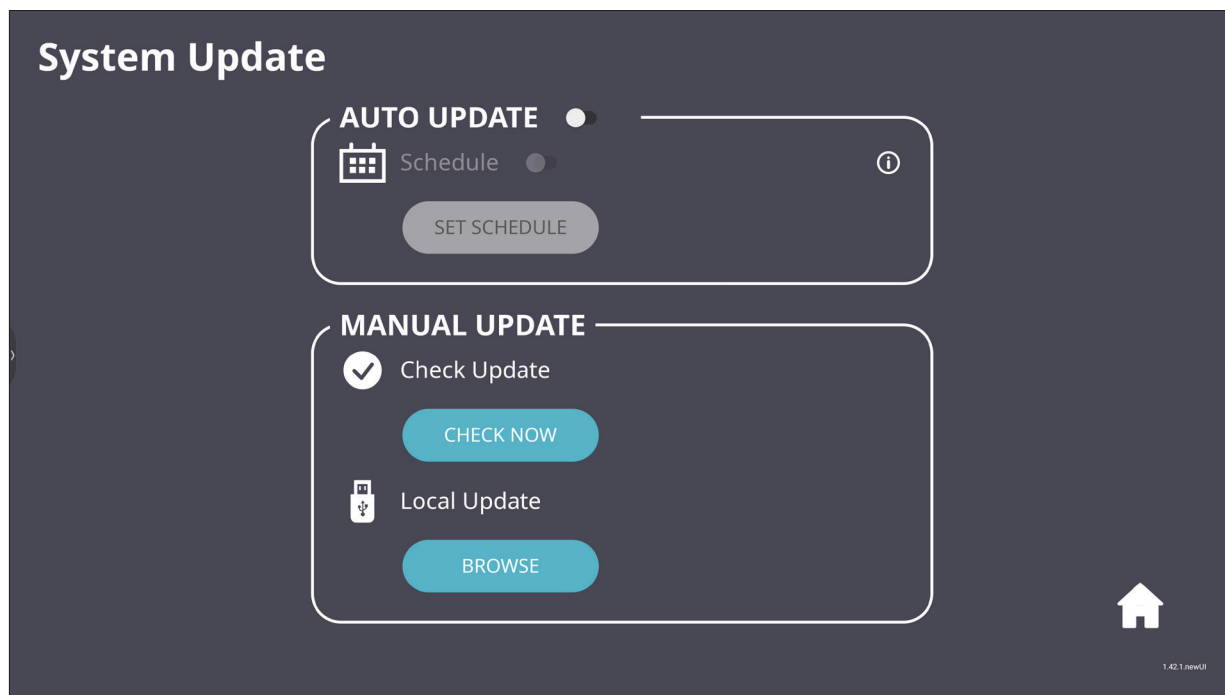 System Update
AUTO UPDATE
Schedule
SET SCHEDULE
MANUAL UPDATE
Check Update
CHECK NOW
Local Update
BROWSE
1.42.1.newUI